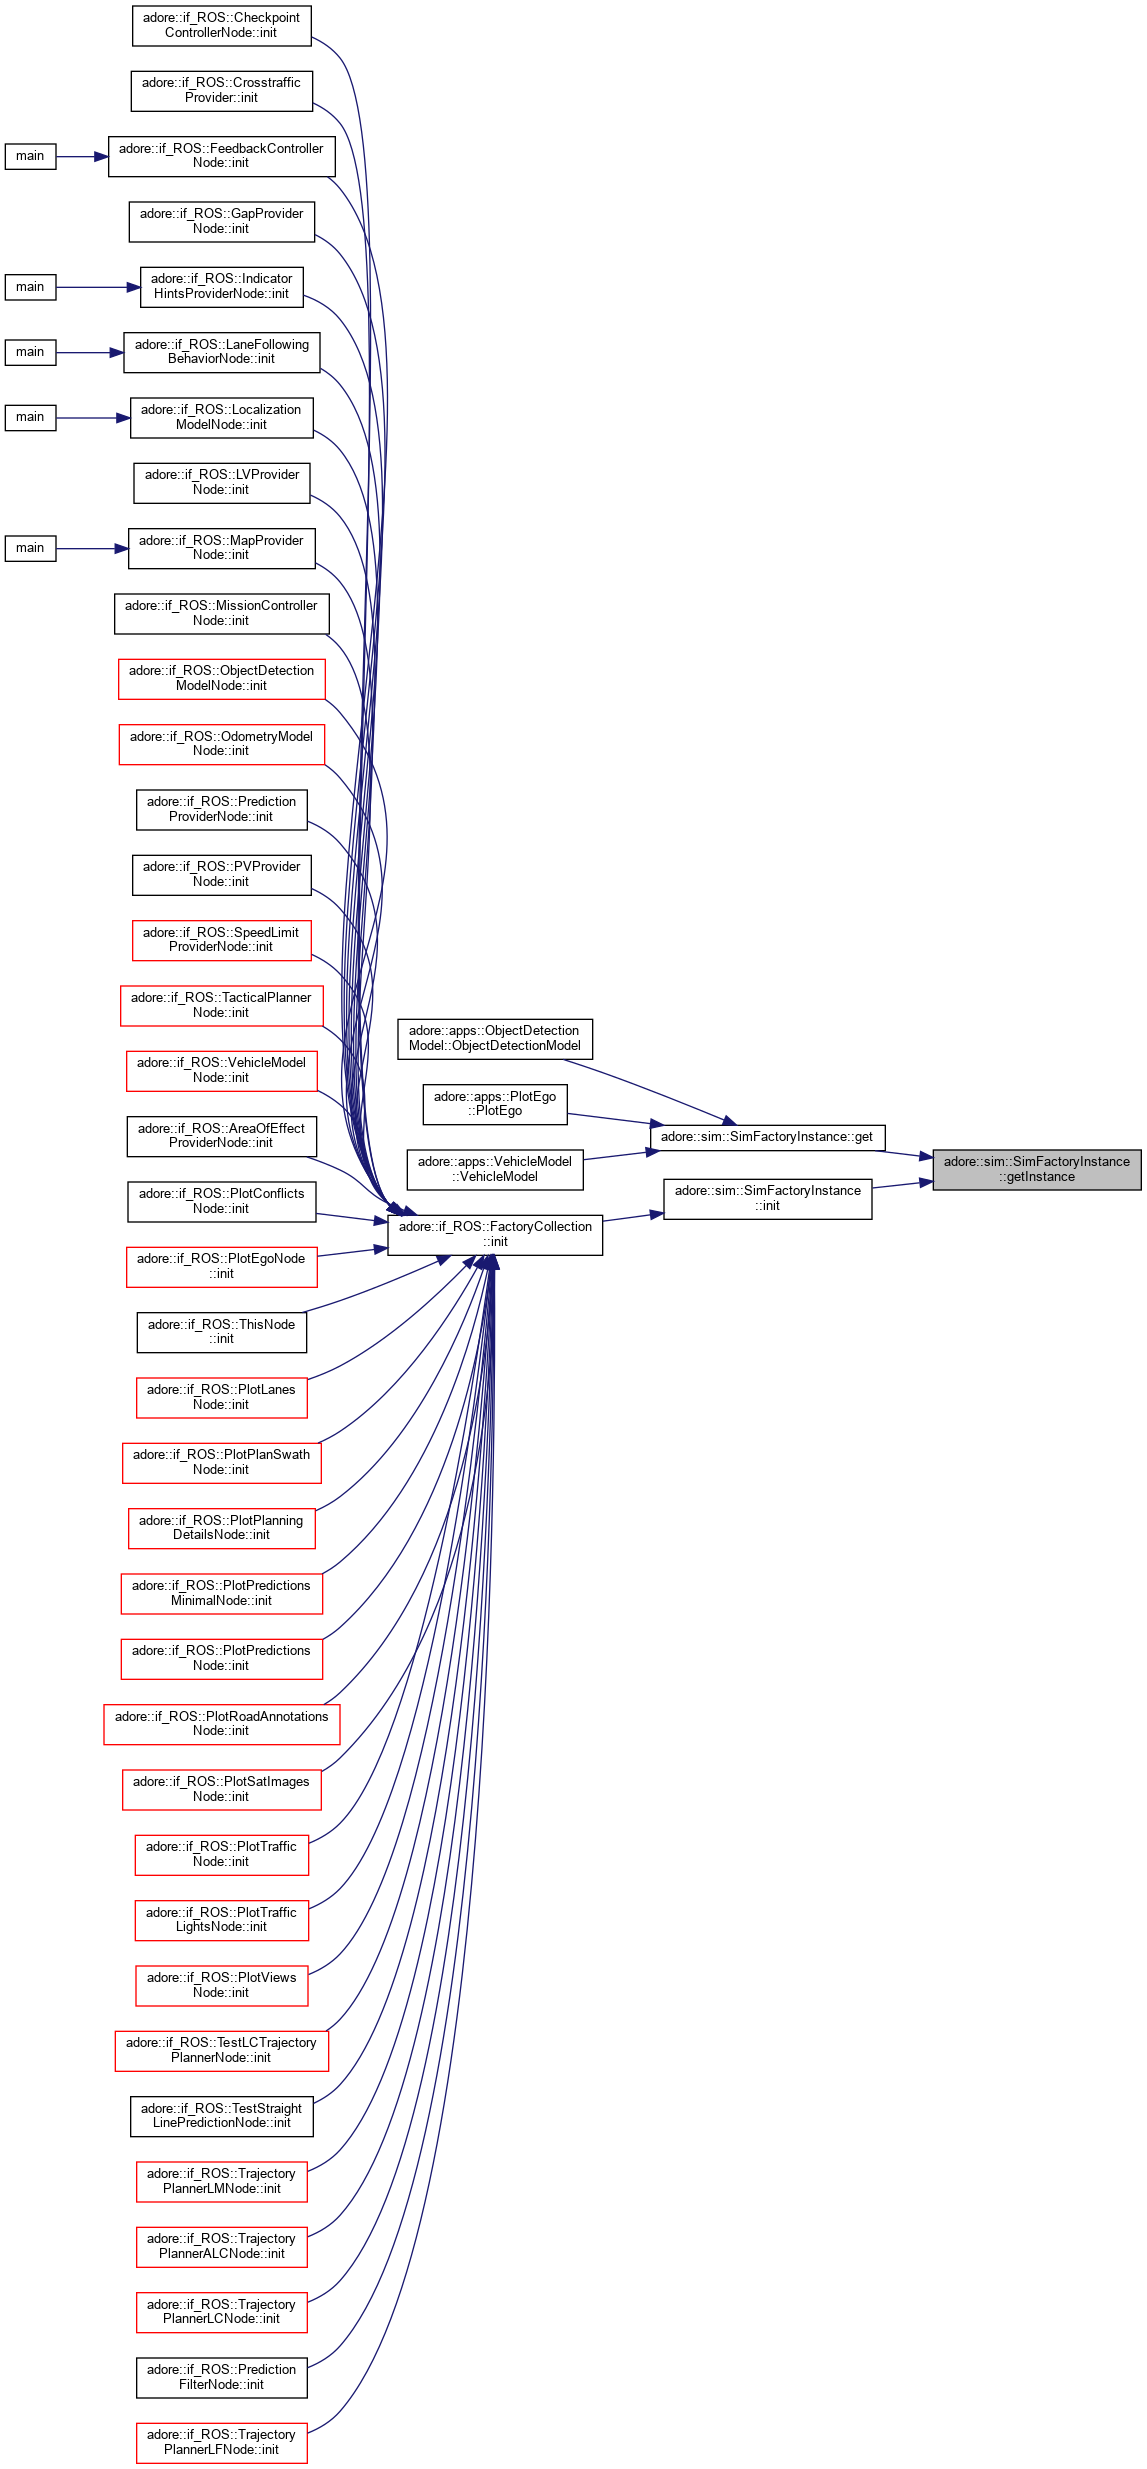 adore::if_ROS::Checkpoint
ControllerNode::init
adore::if_ROS::Crosstraffic
Provider::init
main
adore::if_ROS::FeedbackController
Node::init
adore::if_ROS::GapProvider
Node::init
main
adore::if_ROS::Indicator
HintsProviderNode::init
main
adore::if_ROS::LaneFollowing
BehaviorNode::init
main
adore::if_ROS::Localization
ModelNode::init
adore::if_ROS::LVProvider
Node::init
main
adore::if_ROS::MapProvider
Node::init
adore::if_ROS::MissionController
Node::init
adore::if_ROS::ObjectDetection
ModelNode::init
adore::if_ROS::OdometryModel
Node::init
adore::if_ROS::Prediction
ProviderNode::init
adore::if_ROS::PVProvider
Node::init
adore::if_ROS::SpeedLimit
ProviderNode::init
adore::if_ROS::TacticalPlanner
Node::init
adore::if_ROS::VehicleModel
Node::init
adore::if_ROS::AreaOfEffect
ProviderNode::init
adore::if_ROS::PlotConflicts
Node::init
adore::if_ROS::PlotEgoNode
::init
adore::if_ROS::ThisNode
::init
adore::if_ROS::PlotLanes
Node::init
adore::if_ROS::PlotPlanSwath
Node::init
adore::if_ROS::PlotPlanning
DetailsNode::init
adore::if_ROS::PlotPredictions
MinimalNode::init
adore::if_ROS::PlotPredictions
Node::init
adore::if_ROS::PlotRoadAnnotations
Node::init
adore::if_ROS::PlotSatImages
Node::init
adore::if_ROS::PlotTraffic
Node::init
adore::if_ROS::PlotTraffic
LightsNode::init
adore::if_ROS::PlotViews
Node::init
adore::if_ROS::TestLCTrajectory
PlannerNode::init
adore::if_ROS::TestStraight
LinePredictionNode::init
adore::if_ROS::Trajectory
PlannerLMNode::init
adore::if_ROS::Trajectory
PlannerALCNode::init
adore::if_ROS::Trajectory
PlannerLCNode::init
adore::if_ROS::Prediction
FilterNode::init
adore::if_ROS::Trajectory
PlannerLFNode::init
adore::apps::ObjectDetection
Model::ObjectDetectionModel
adore::apps::PlotEgo
::PlotEgo
adore::apps::VehicleModel
::VehicleModel
adore::if_ROS::FactoryCollection
::init
adore::sim::SimFactoryInstance::get
adore::sim::SimFactoryInstance
::init
adore::sim::SimFactoryInstance
::getInstance